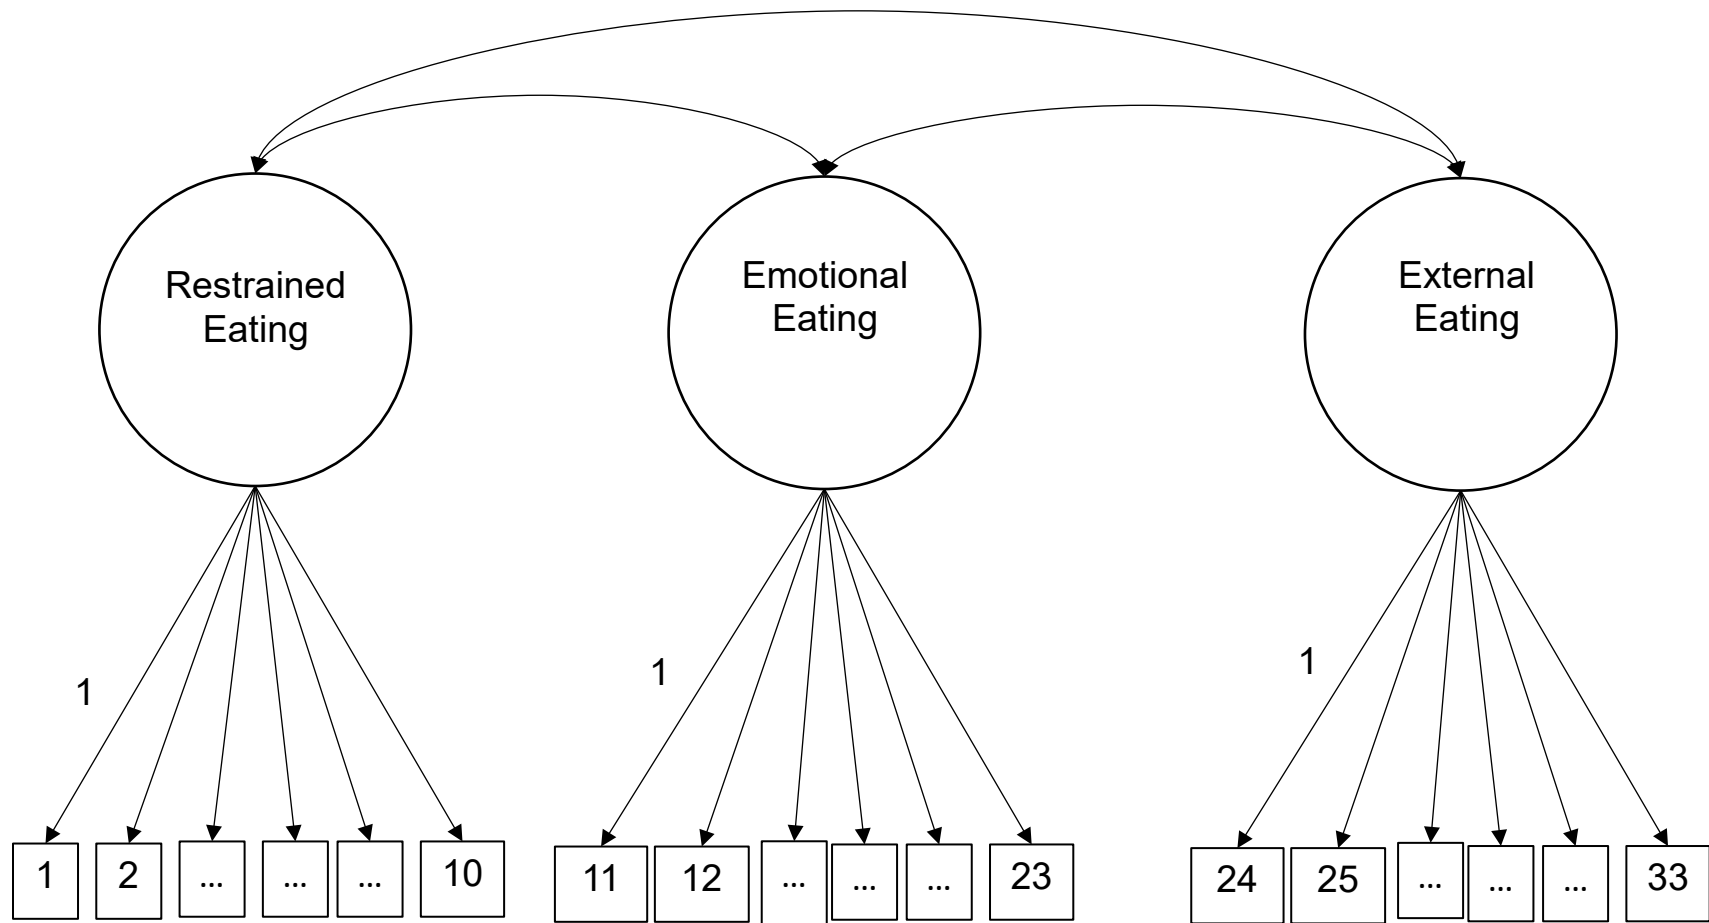 Restrained
Eating
Emotional
Eating
External
Eating
1
1
1
1 2 ... ... ... 10 11 12 ... ... ... 23 24 25 ... ... ... 33